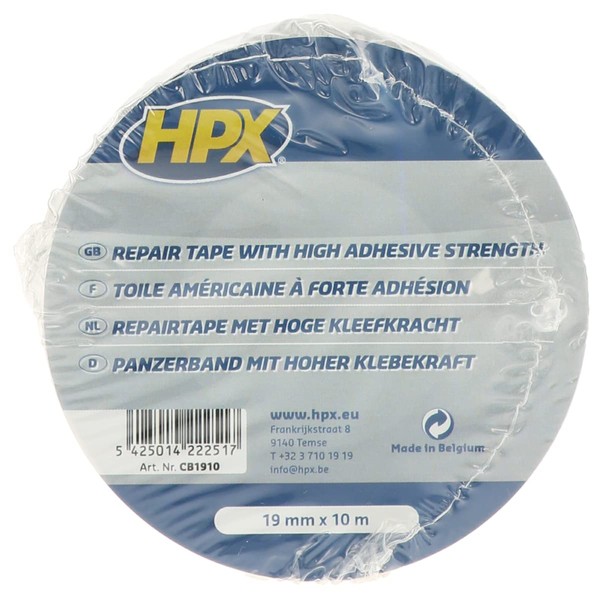 HPX®
GB REPAIR TAPE WITH HIGH ADHESIVE STRENGTH
F TOILE AMÉRICAINE À FORTE ADHÉSION
NL REPAIRTAPE MET HOGE KLEEFKRACHT
D PANZERBAND MIT HOHER KLEBEKRAFT
5 425014 222517
Art. Nr. CB1910
www.hpx.eu
Frankrijkstraat 8
9140 Temse
T +32 3 710 19 19
info@hpx.be
Made in Belgium
19 mm x 10 m